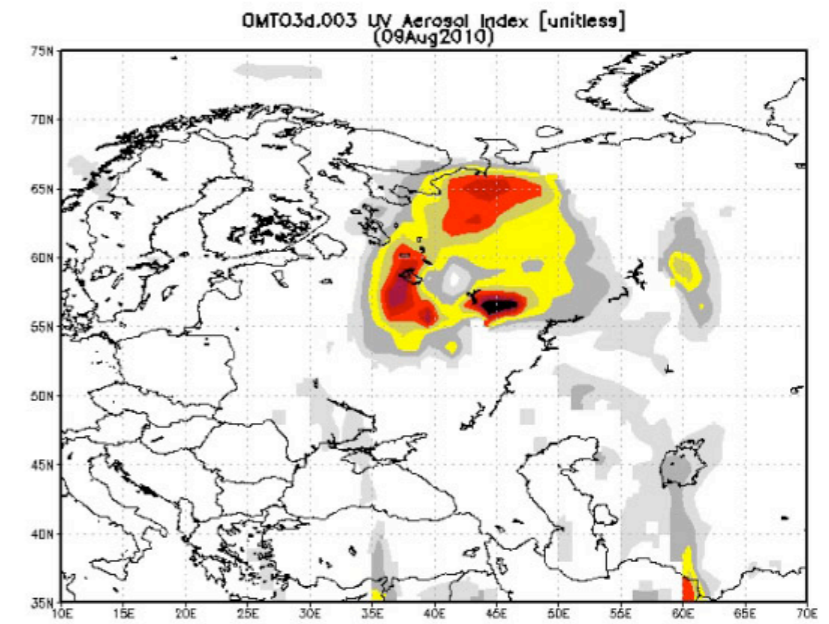 OMTO3d.003 UV Aerosol Index [unitless]
(09Aug2010)
75N
70N
65N
60N
55N
50N
45N
40N
35N
10E 15E 20E 25E 30E 35E 40E 45E 50E 55E 60E 65E 70E